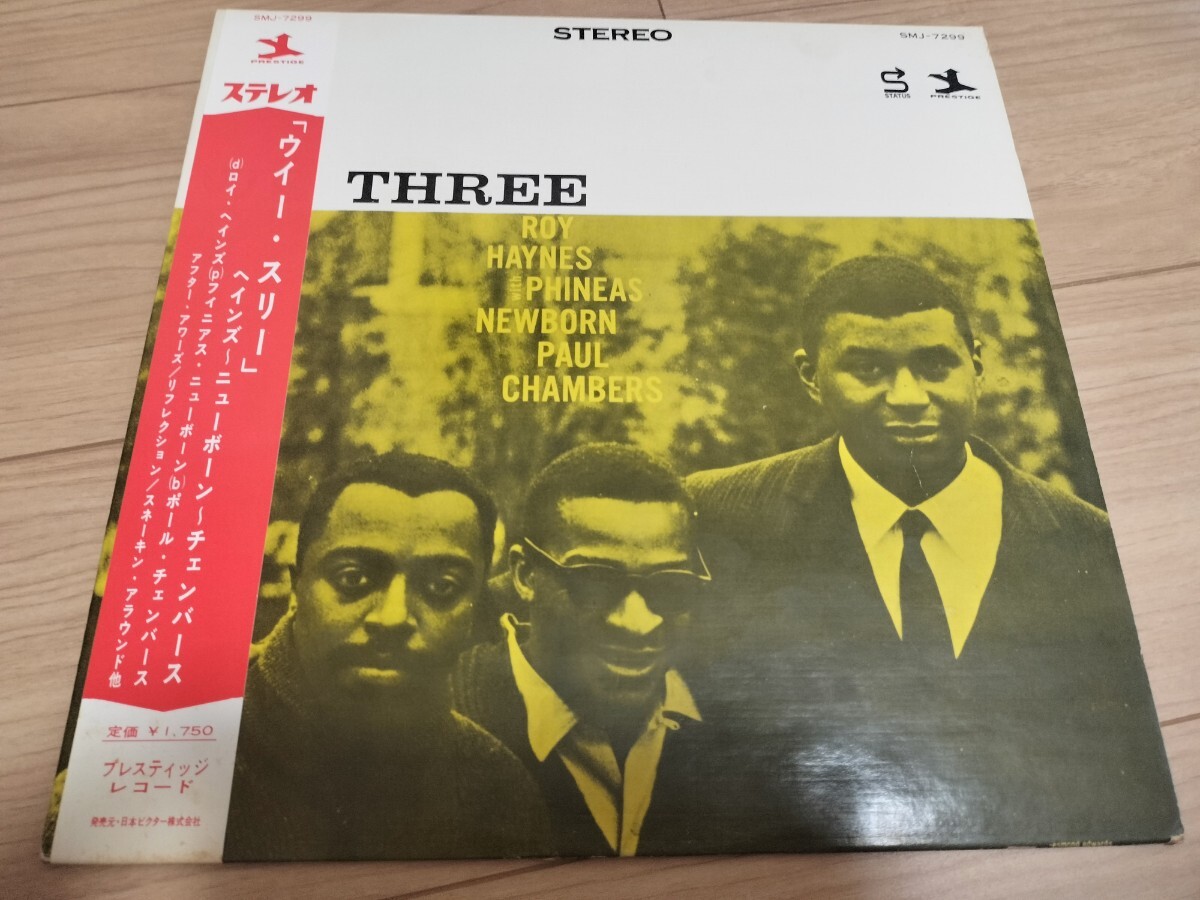 SMJ-7299
PRESTIGE
ステレオ
「ウイー・スリー」
ヘインズ～ニューボーン～チェンバース
(d)ロイ・ヘインズ(p)フィニアス・ニューボーン(b)ポール・チェンバース
アフター・アワーズ/リフレクション/スネーキン・アラウンド他
定価 ¥1,750
プレスティッジ
レコード
発売元・日本ビクター株式会社
STEREO
SMJ-7299
STATUS
PRESTIGE
THREE
ROY
HAYNES
with PHINEAS
NEWBORN
PAUL
CHAMBERS
esmond edwards